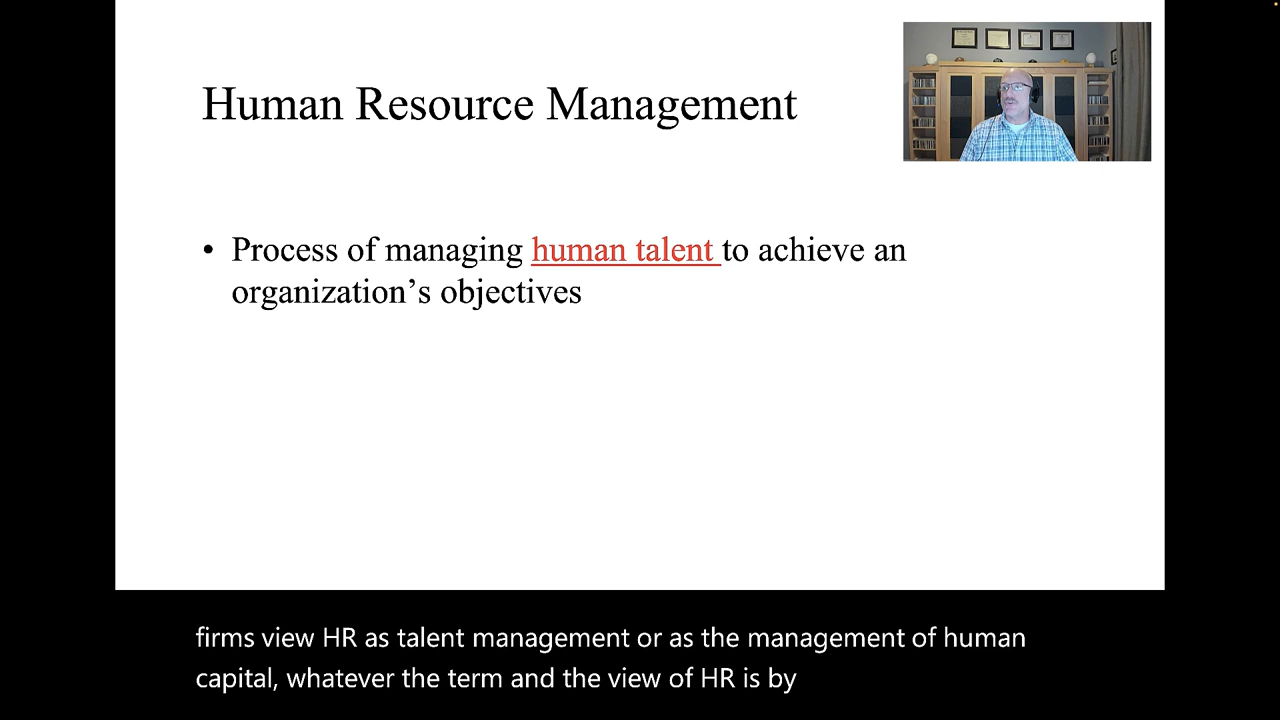 Human Resource Management
• Process of managing human talent to achieve an
organization’s objectives
firms view HR as talent management or as the management of human
capital, whatever the term and the view of HR is by